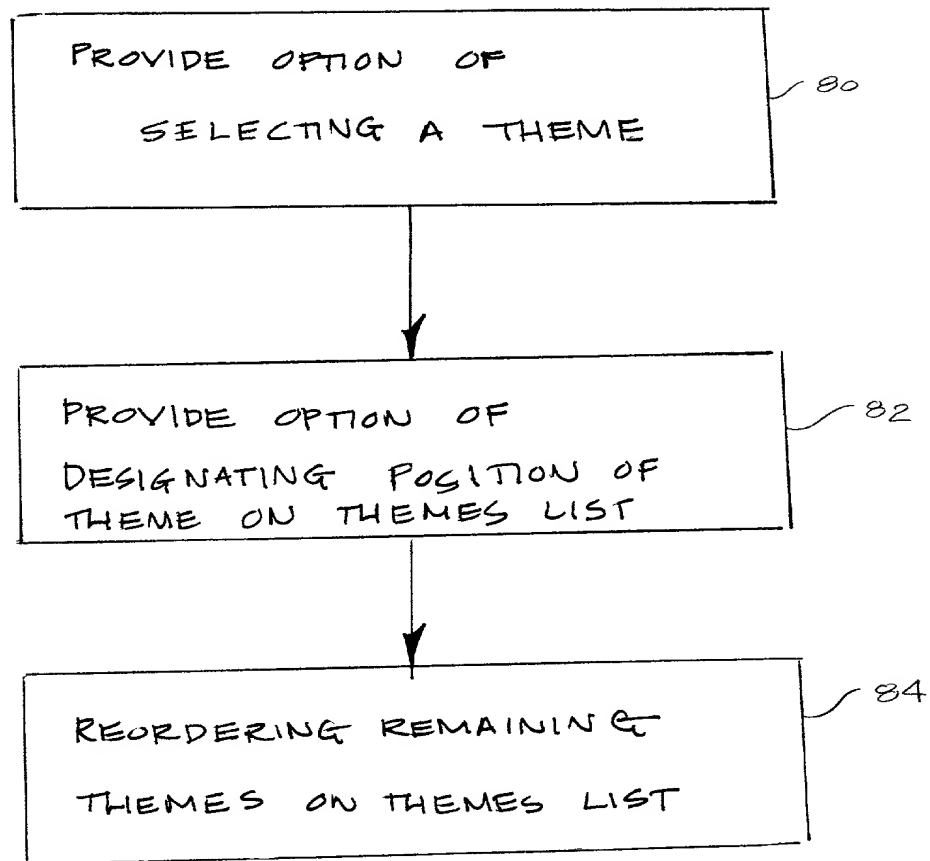 PROVIDE OPTION OF
SELECTING A THEME
80
PROVIDE OPTION OF
DESIGNATING POSITION OF
THEME ON THEMES LIST
82
REORDERING REMAINING
THEMES ON THEMES LIST
84